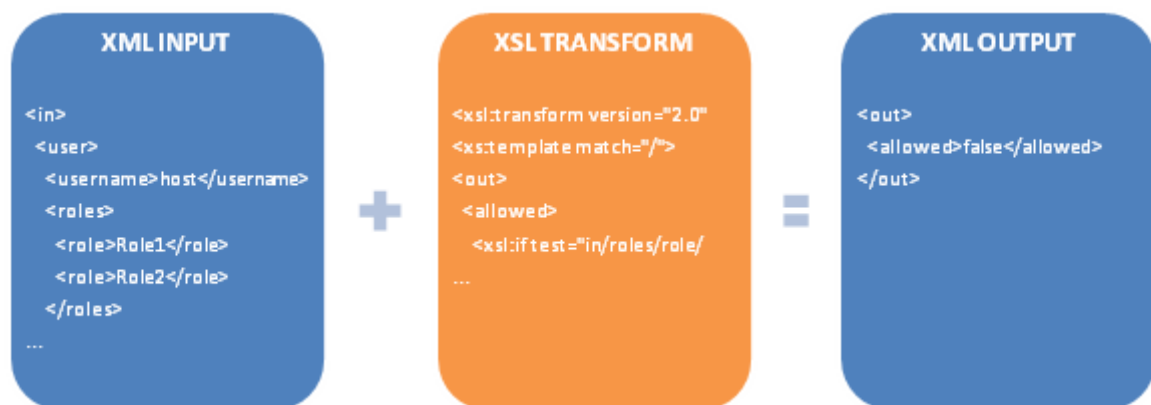 XML INPUT
<in>
<user>
<username>host</username>
<roles>
<role>Role1</role>
<role>Role2</role>
</roles>
...
XSL TRANSFORM
<xsl:transform version="2.0"
<xs:template match="/">
<out>
<allowed>
<xsl:if test="in/roles/role/
...
XML OUTPUT
<out>
<allowed>false</allowed>
</out>